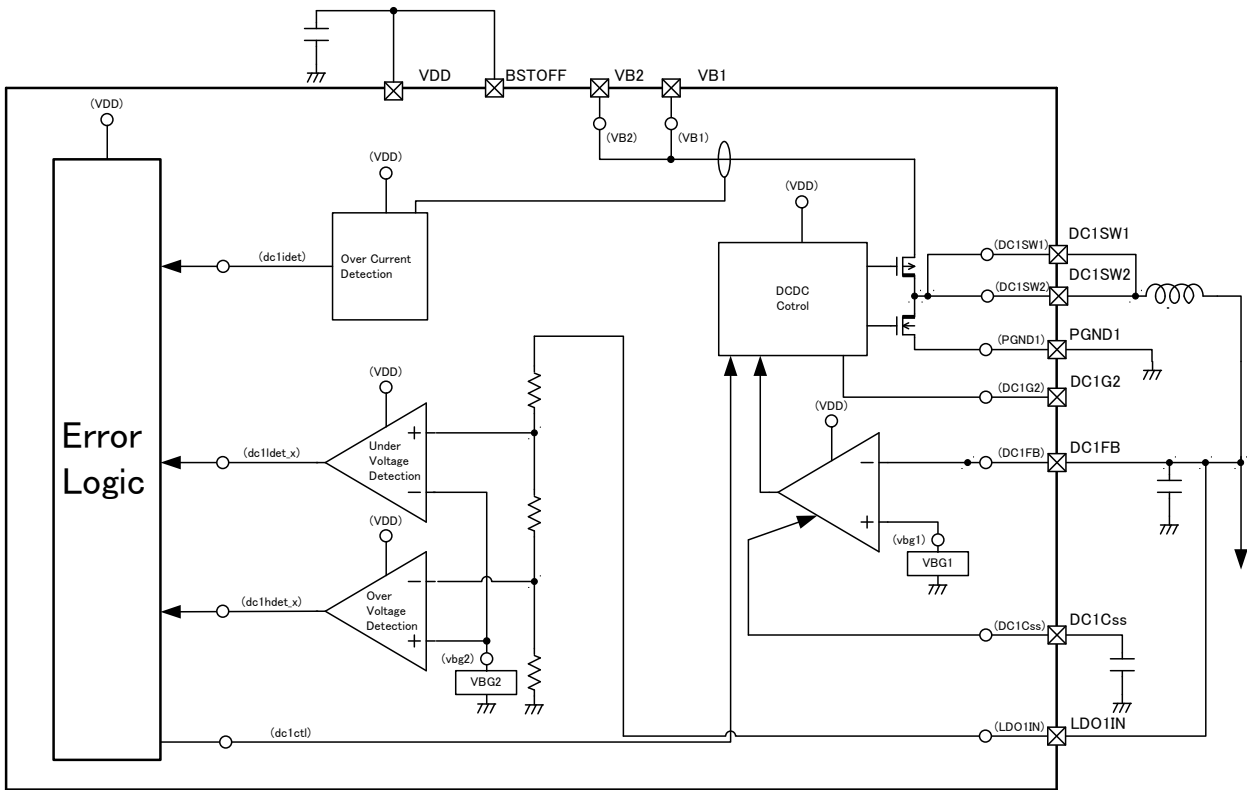 VDD
BSTOFF
VB2
VB1
(VDD)
(VB2)
(VB1)
(VDD)
(VDD)
Over Current
Detection
(dc1idet)
DCDC
Cotrol
(DC1SW1)
DC1SW1
(DC1SW2)
DC1SW2
(PGND1)
PGND1
(DC1G2)
DC1G2
(VDD)
(VDD)
Error
Logic
(dc1ldet_x)
+
Under
Voltage
Detection
−
−
(DC1FB)
DC1FB
+
(vbg1)
VBG1
(VDD)
(dc1hdet_x)
−
Over
Voltage
Detection
+
(vbg2)
VBG2
(DC1Css)
DC1Css
(dc1ctl)
(LDO1IN)
LDO1IN